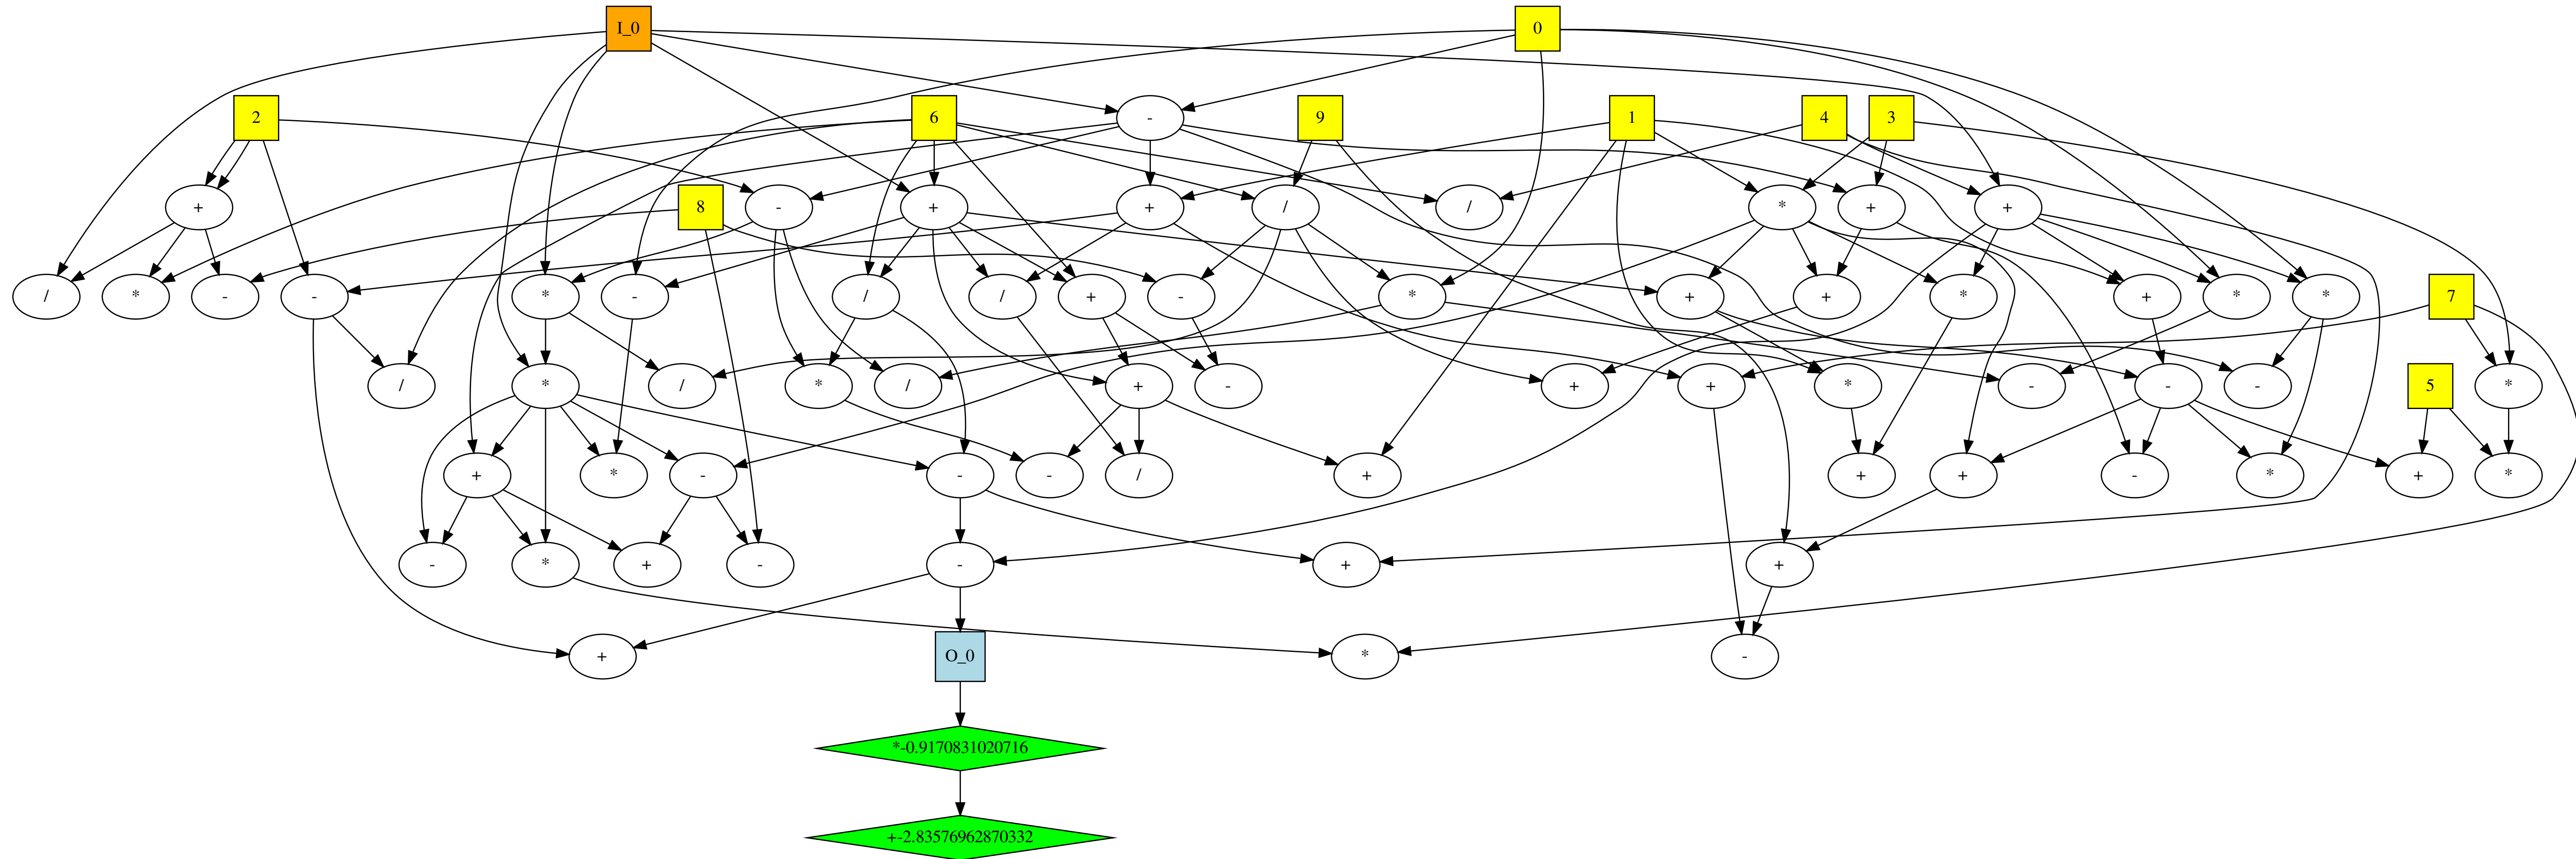 I_0 0
2 6 - 9 1 4 3
+ 8 - + + / / * + +
/ * - - * - / / + - * + + * + * * 7
/ * / * / + - + + * - - - * 5
+ * - - - / + + + - * + *
- * + - - + +
+ O_0 * -
*-0.9170831020716
+-2.83576962870332